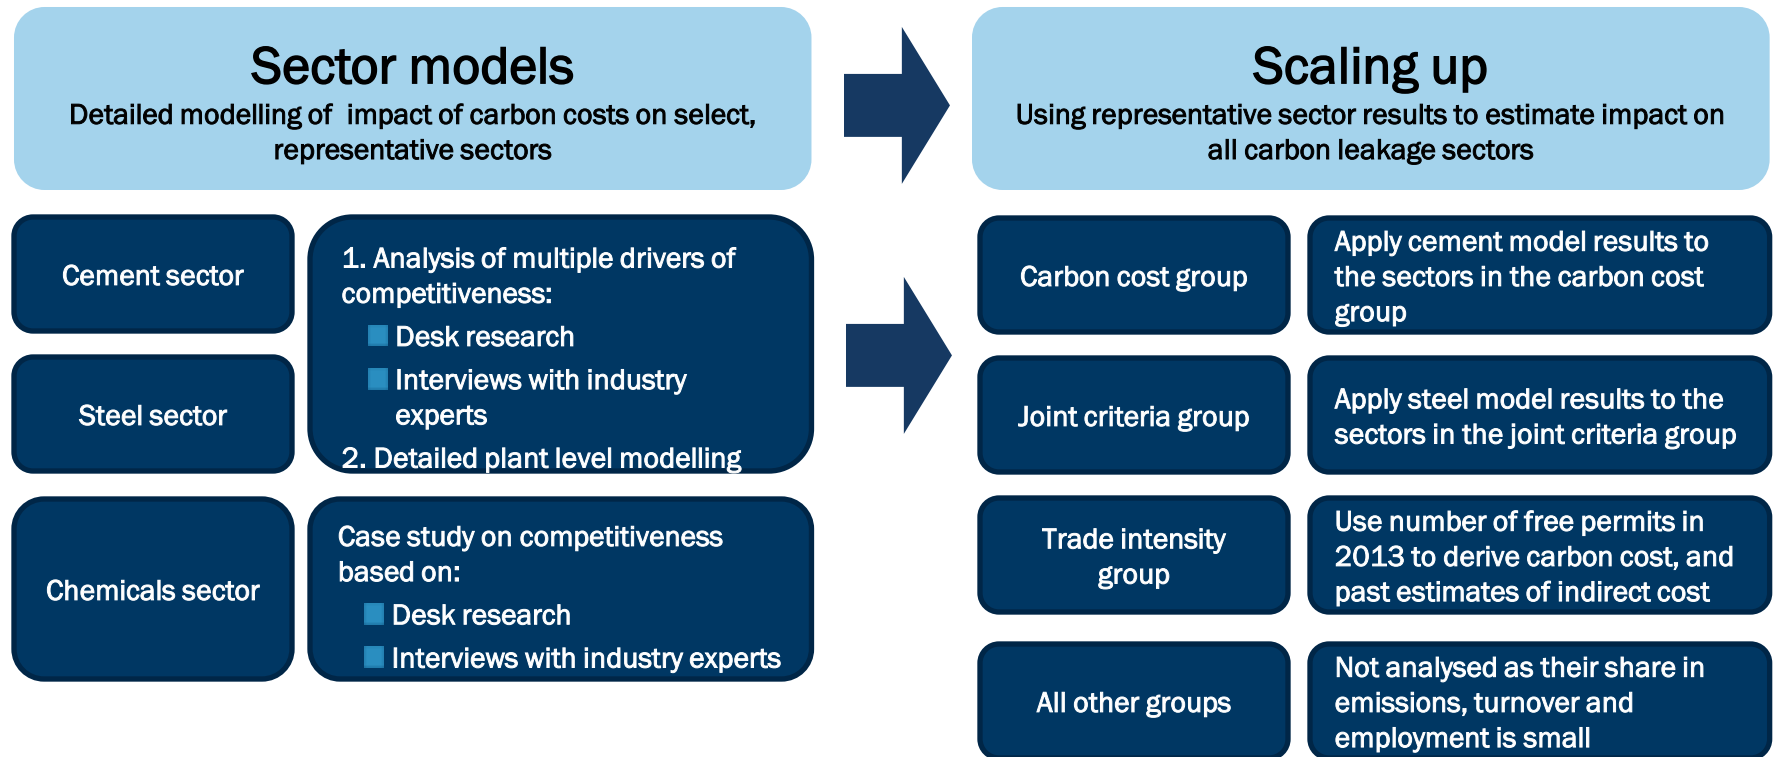 Sector models
Detailed modelling of impact of carbon costs on select,
representative sectors
Scaling up
Using representative sector results to estimate impact on
all carbon leakage sectors
Cement sector
Steel sector
1. Analysis of multiple drivers of
competitiveness:
Desk research
Interviews with industry
experts
2. Detailed plant level modelling
Chemicals sector
Case study on competitiveness
based on:
Desk research
Interviews with industry experts
Carbon cost group
Apply cement model results to
the sectors in the carbon cost
group
Joint criteria group
Apply steel model results to the
sectors in the joint criteria group
Trade intensity
group
Use number of free permits in
2013 to derive carbon cost, and
past estimates of indirect cost
All other groups
Not analysed as their share in
emissions, turnover and
employment is small